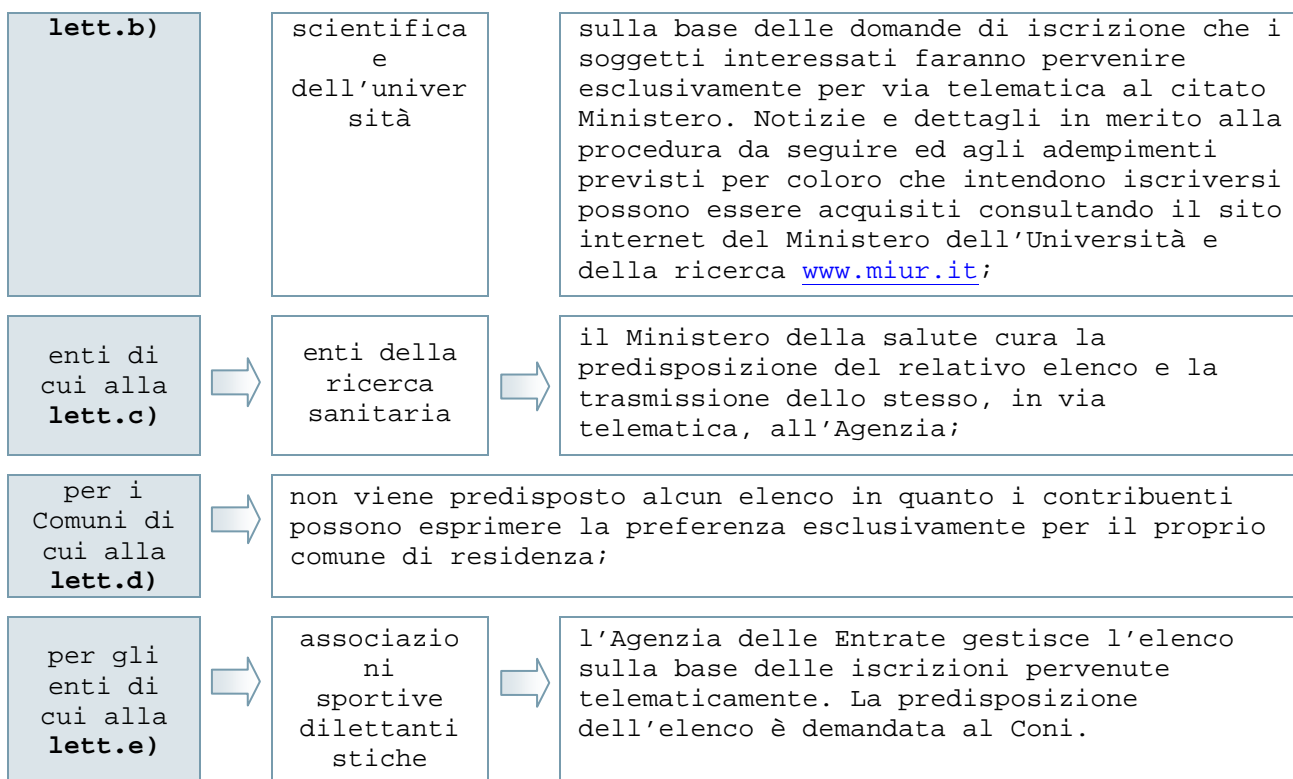 lett.b)
scientifica
e
dell'univer
sità
sulla base delle domande di iscrizione che i
soggetti interessati faranno pervenire
esclusivamente per via telematica al citato
Ministero. Notizie e dettagli in merito alla
procedura da seguire ed agli adempimenti
previsti per coloro che intendono iscriversi
possono essere acquisiti consultando il sito
internet del Ministero dell'Università e
della ricerca www.miur.it;
enti di
cui alla
lett.c)
enti della
ricerca
sanitaria
il Ministero della salute cura la
predisposizione del relativo elenco e la
trasmissione dello stesso, in via
telematica, all'Agenzia;
per i
Comuni di
cui alla
lett.d)
non viene predisposto alcun elenco in quanto i contribuenti
possono esprimere la preferenza esclusivamente per il proprio
comune di residenza;
per gli
enti di
cui alla
lett.e)
associazio
ni
sportive
dilettanti
stiche
l'Agenzia delle Entrate gestisce l'elenco
sulla base delle iscrizioni pervenute
telematicamente. La predisposizione
dell'elenco è demandata al Coni.